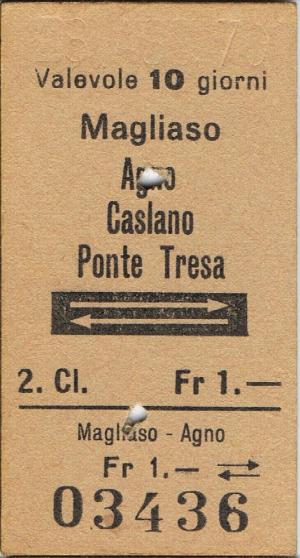 Valevole 10 giorni
Magliaso
Agno
Caslano
Ponte Tresa
2. Cl. Fr 1.—
Magliaso - Agno
Fr 1.—
03436